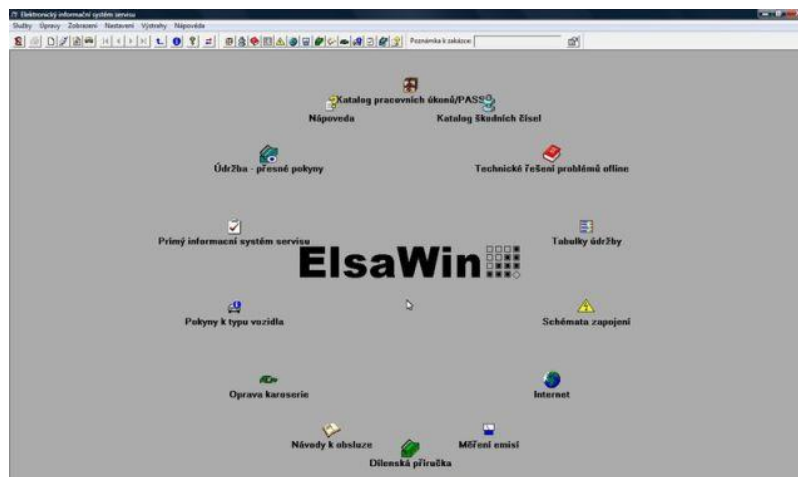 Elektronický informační systém servisu
Služby Úpravy Zobrazení Nastavení Výstrahy Nápověda
Poznámka k zakázce:
Katalog pracovních úkonů/PASS
Nápoveda
Katalog škodních čísel
Údržba - přesné pokyny
Technické řešení problémů offline
Prímý informacní systém servisu
Tabulky údržby
ElsaWin
Pokyny k typu vozidla
Schémata zapojení
Oprava karoserie
Internet
Návody k obsluze
Měření emisí
Dílenská příručka